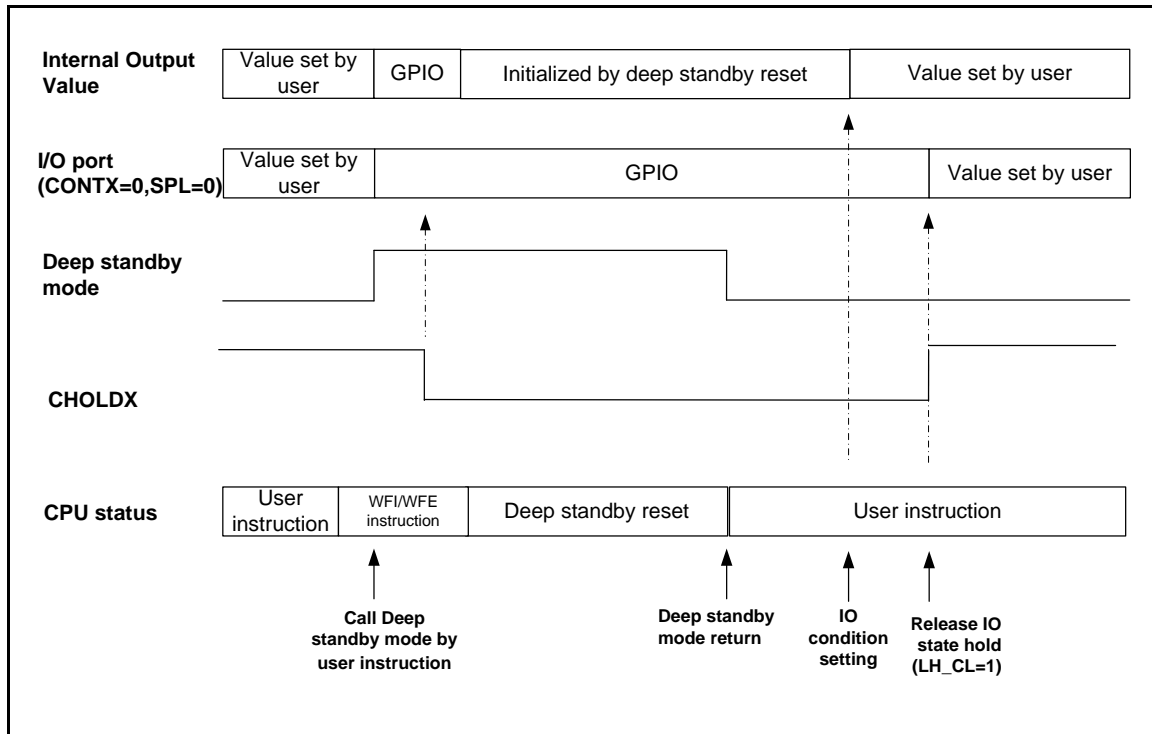 Internal Output
Value
Value set by
user
GPIO
Initialized by deep standby reset
Value set by user
I/O port
(CONTX=0,SPL=0)
Value set by
user
GPIO
Value set by user
Deep standby
mode
CHOLDX
CPU status
User
instruction
WFI/WFE
instruction
Deep standby reset
User instruction
Call Deep
standby mode by
user instruction
Deep standby
mode return
IO
condition
setting
Release IO
state hold
(LH_CL=1)